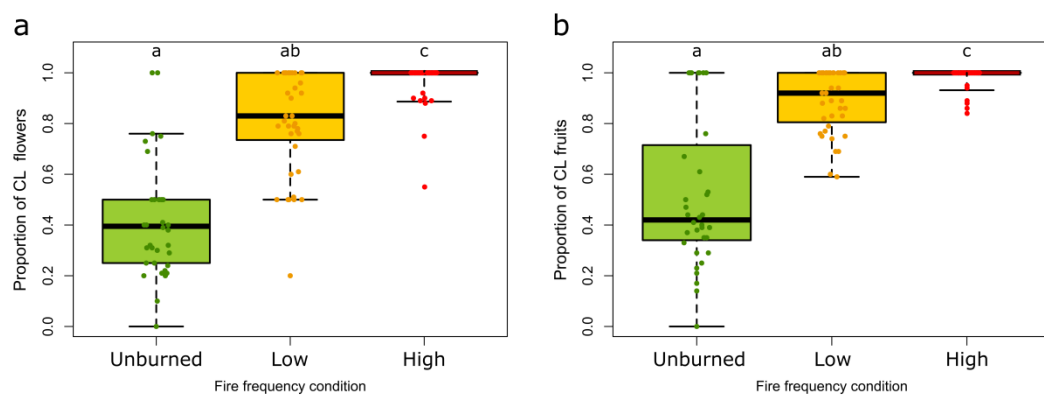 a
a ab c
Proportion of CL flowers
1.0
0.8
0.6
0.4
0.2
0.0
Unburned Low High
Fire frequency condition
b
a ab c
Proportion of CL fruits
1.0
0.8
0.6
0.4
0.2
0.0
Unburned Low High
Fire frequency condition